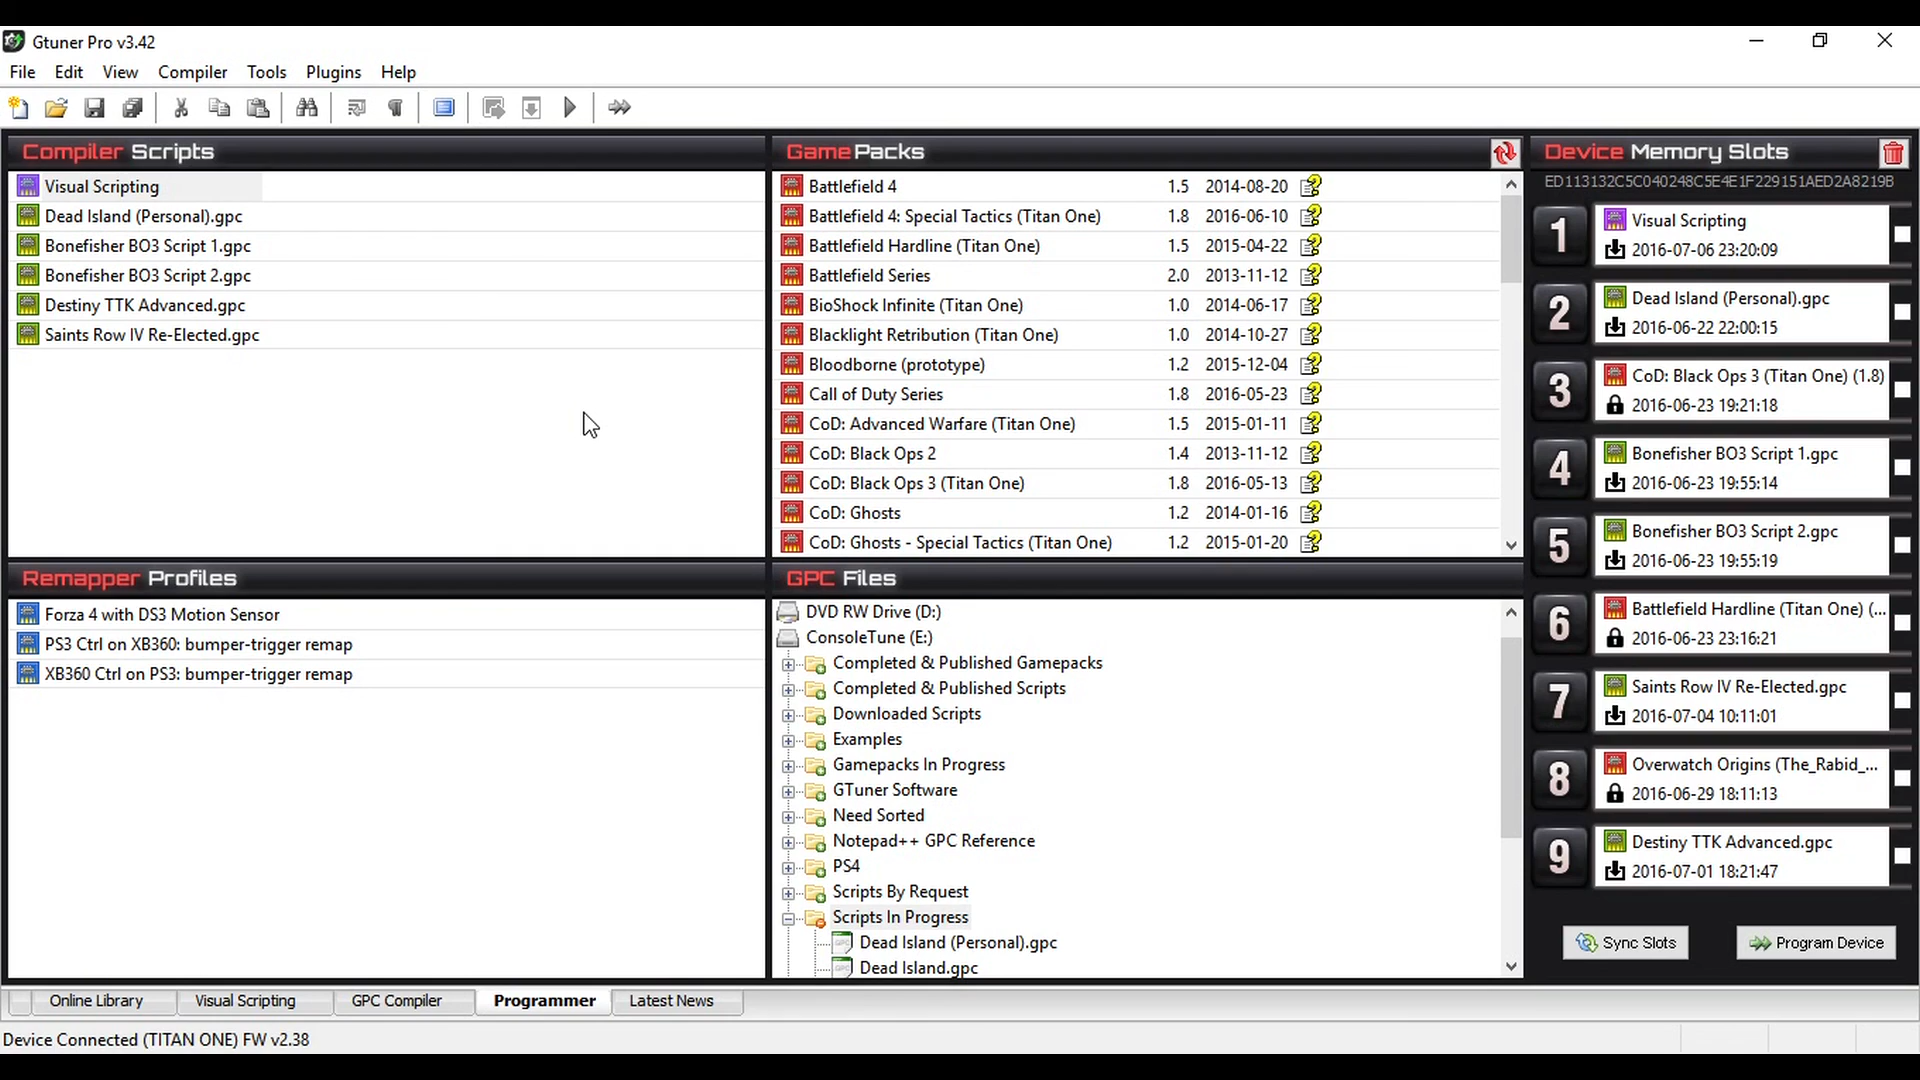 Gtuner Pro v3.42
File Edit View Compiler Tools Plugins Help
Compiler Scripts
Visual Scripting
Dead Island (Personal).gpc
Bonefisher BO3 Script 1.gpc
Bonefisher BO3 Script 2.gpc
Destiny TTK Advanced.gpc
Saints Row IV Re-Elected.gpc
GamePacks
Battlefield 4 1.5 2014-08-20
Battlefield 4: Special Tactics (Titan One) 1.8 2016-06-10
Battlefield Hardline (Titan One) 1.5 2015-04-22
Battlefield Series 2.0 2013-11-12
BioShock Infinite (Titan One) 1.0 2014-06-17
Blacklight Retribution (Titan One) 1.0 2014-10-27
Bloodborne (prototype) 1.2 2015-12-04
Call of Duty Series 1.8 2016-05-23
CoD: Advanced Warfare (Titan One) 1.5 2015-01-11
CoD: Black Ops 2 1.4 2013-11-12
CoD: Black Ops 3 (Titan One) 1.8 2016-05-13
CoD: Ghosts 1.2 2014-01-16
CoD: Ghosts - Special Tactics (Titan One) 1.2 2015-01-20
Remapper Profiles
Forza 4 with DS3 Motion Sensor
PS3 Ctrl on XB360: bumper-trigger remap
XB360 Ctrl on PS3: bumper-trigger remap
GPC Files
DVD RW Drive (D:)
ConsoleTune (E:)
Completed & Published Gamepacks
Completed & Published Scripts
Downloaded Scripts
Examples
Gamepacks In Progress
GTuner Software
Need Sorted
Notepad++ GPC Reference
PS4
Scripts By Request
Scripts In Progress
Dead Island (Personal).gpc
Dead Island.gpc
Device Memory Slots
ED113132C5C040248C5E4E1F229151AED2A8219B
1 Visual Scripting
2016-07-06 23:20:09
2 Dead Island (Personal).gpc
2016-06-22 22:00:15
3 CoD: Black Ops 3 (Titan One) (1.8)
2016-06-23 19:21:18
4 Bonefisher BO3 Script 1.gpc
2016-06-23 19:55:14
5 Bonefisher BO3 Script 2.gpc
2016-06-23 19:55:19
6 Battlefield Hardline (Titan One) (...
2016-06-23 23:16:21
7 Saints Row IV Re-Elected.gpc
2016-07-04 10:11:01
8 Overwatch Origins (The_Rabid_...
2016-06-29 18:11:13
9 Destiny TTK Advanced.gpc
2016-07-01 18:21:47
Sync Slots Program Device
Online Library Visual Scripting GPC Compiler Programmer Latest News
Device Connected (TITAN ONE) FW v2.38